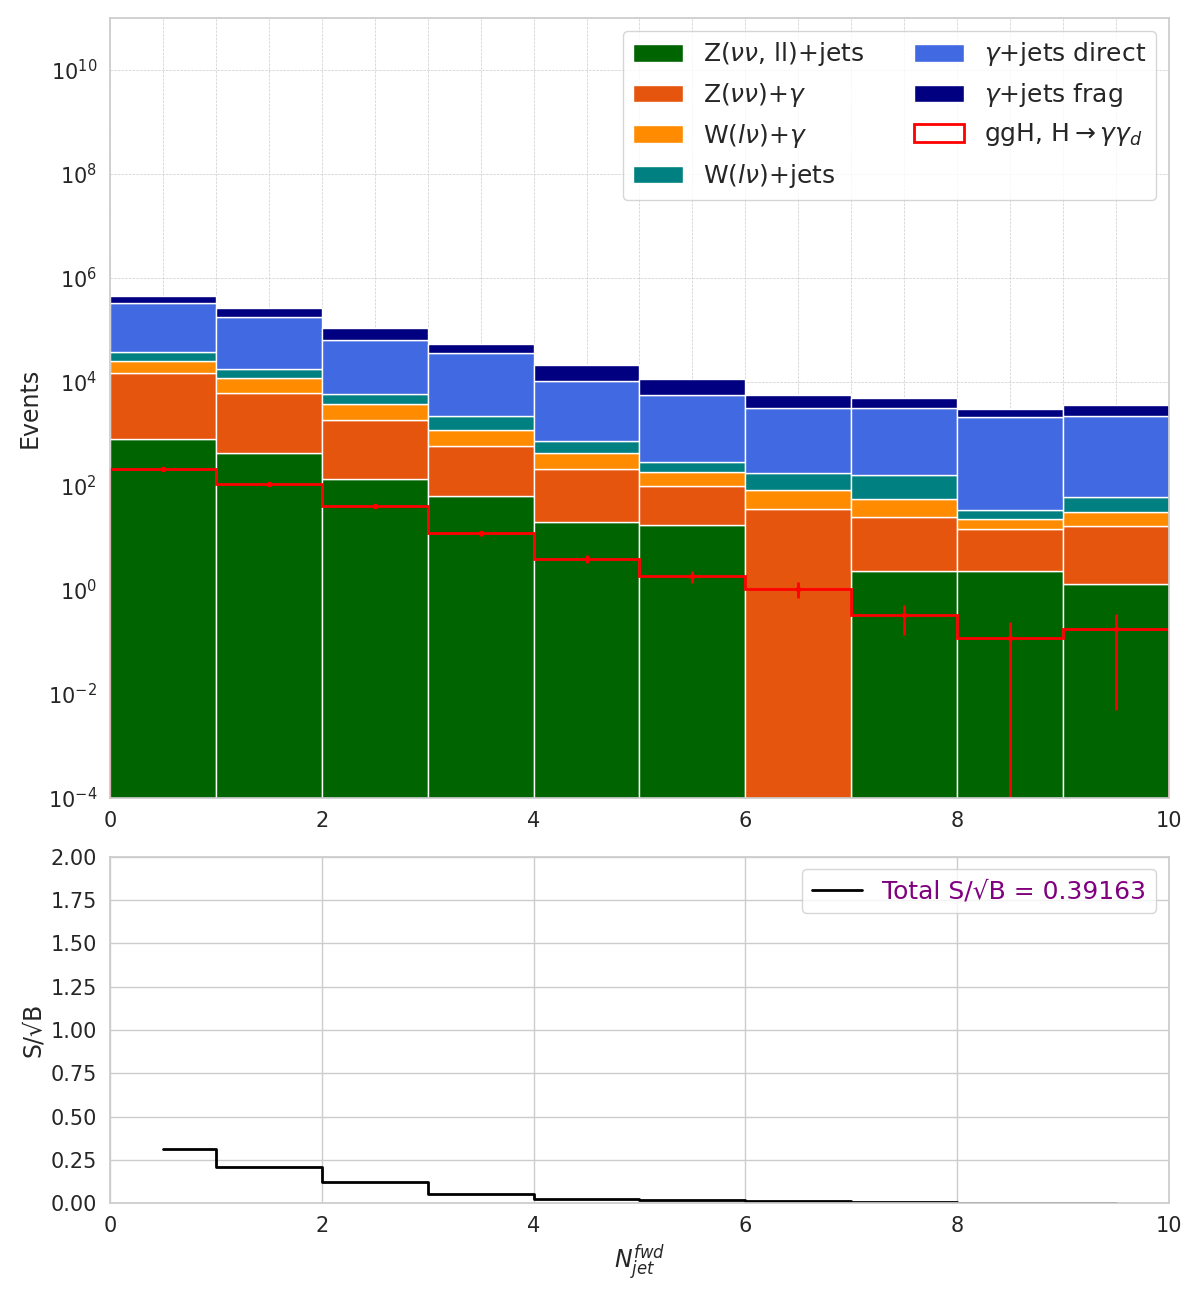 Z(νν, ll)+jets
Z(νν)+γ
W(lν)+γ
W(lν)+jets
γ+jets direct
γ+jets frag
ggH, H→γγ_d
Events
10^10
10^8
10^6
10^4
10^2
10^0
10^−2
10^−4
0 2 4 6 8 10
Total S/√B = 0.39163
S/√B
2.00
1.75
1.50
1.25
1.00
0.75
0.50
0.25
0.00
0 2 4 6 8 10
N_jet^fwd